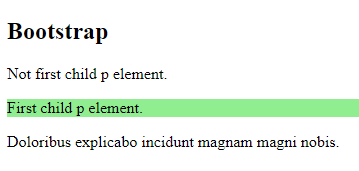 Bootstrap
Not first child p element.
First child p element.
Doloribus explicabo incidunt magnam magni nobis.